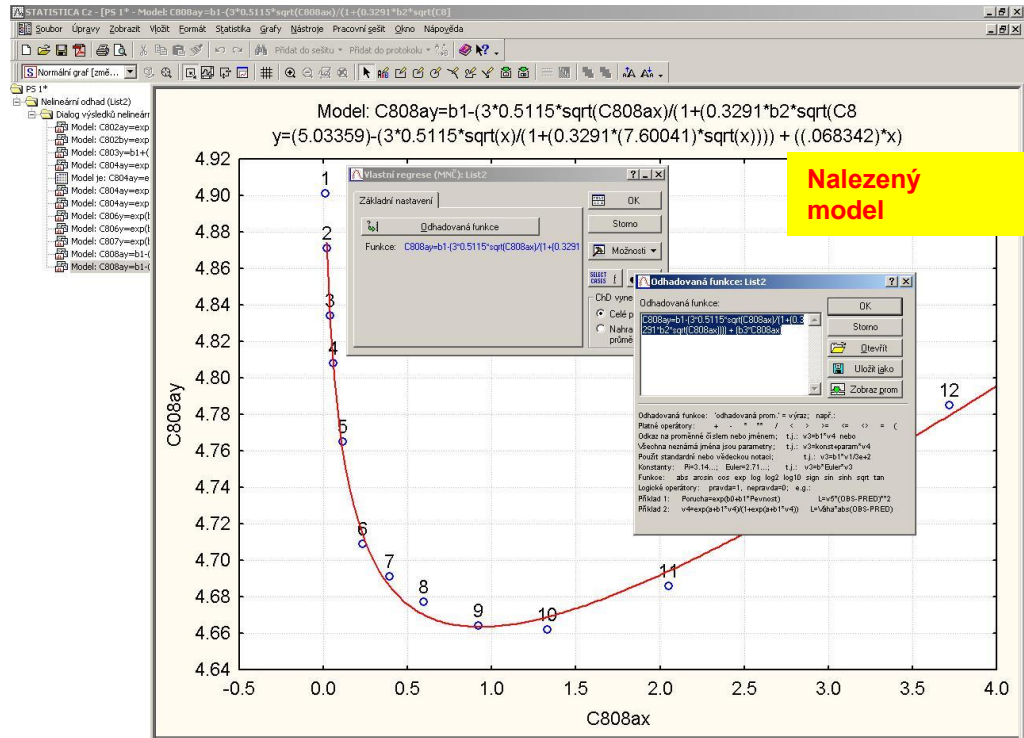 STATISTICA Cz - [PS 1* - Model: C808ay=b1-(3*0.5115*sqrt(C808ax)/(1+(0.3291*b2*sqrt(C8]
Soubor Úpravy Zobrazit Vložit Formát Statistika Grafy Nástroje Pracovní sešit Okno Nápověda
Přidat do sešitu Přidat do protokolu
Normální graf [změ...
PS 1*
Nelineární odhad (List2)
Dialog výsledků nelineárr
Model: C802ay=exp
Model: C802by=exp
Model: C803y=b1+(
Model: C804ay=exp
Model je: C804ay=e
Model: C804ay=exp
Model: C804ay=exp
Model: C806y=exp(b
Model: C806y=exp(l
Model: C807y=exp(l
Model: C808ay=b1-(
Model: C808ay=b1-(
Model: C808ay=b1-(3*0.5115*sqrt(C808ax)/(1+(0.3291*b2*sqrt(C8
y=(5.03359)-(3*0.5115*sqrt(x)/(1+(0.3291*(7.60041)*sqrt(x)))) + ((.068342)*x)
Nalezený
model
Vlastní regrese (MNČ): List2
Základní nastavení
Odhadovaná funkce
Funkce: C808ay=b1-(3*0.5115*sqrt(C808ax)/(1+(0.3291
OK
Storno
Možnosti
SELECT CASES
ChD vyne
Celé p
Nahra
průmě
Odhadovaná funkce: List2
Odhadovaná funkce:
C808ay=b1-(3*0.5115*sqrt(C808ax)/(1+(0.3
291*b2*sqrt(C808ax)))) + (b3*C808ax
OK
Storno
Otevřít
Uložit jako
Zobraz prom
Odhadovaná funkce: 'odhadovaná prom.' = výraz; např.:
Platné operátory: + - * ** / < > >= <= <> = (
Odkaz na proměnné číslem nebo jménem; t.j.: v3=b1*v4 nebo
Všechna neznámá jména jsou parametry; t.j.: v3=konst+param*v4
Použít standardní nebo vědeckou notaci; t.j.: v3=b1*v1/3e+2
Konstanty: Pi=3.14...; Euler=2.71...; t.j.: v3=b*Euler*v3
Funkce: abs arcsin cos exp log log2 log10 sign sin sinh sqrt tan
Logické operátory: pravda=1, nepravda=0; e.g.:
Příklad 1: Porucha=exp(b0+b1*Pevnost) L=v5*(OBS-PRED)**2
Příklad 2: v4=exp(a+b1*v4)/(1+exp(a+b1*v4)) L=Váha*abs(OBS-PRED)
4.92
4.90
4.88
4.86
4.84
4.82
4.80
4.78
4.76
4.74
4.72
4.70
4.68
4.66
4.64
C808ay
1
2
3
4
5
6
7
8
9
10
11
12
-0.5 0.0 0.5 1.0 1.5 2.0 2.5 3.0 3.5 4.0
C808ax